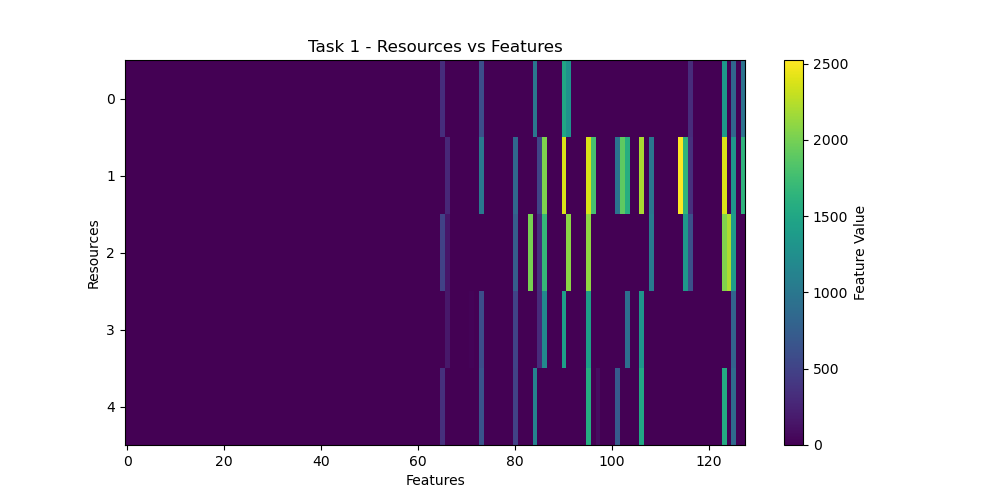 Task 1 - Resources vs Features
Resources
0
1
2
3
4
0 20 40 60 80 100 120
Features
2500
2000
1500
1000
500
0
Feature Value